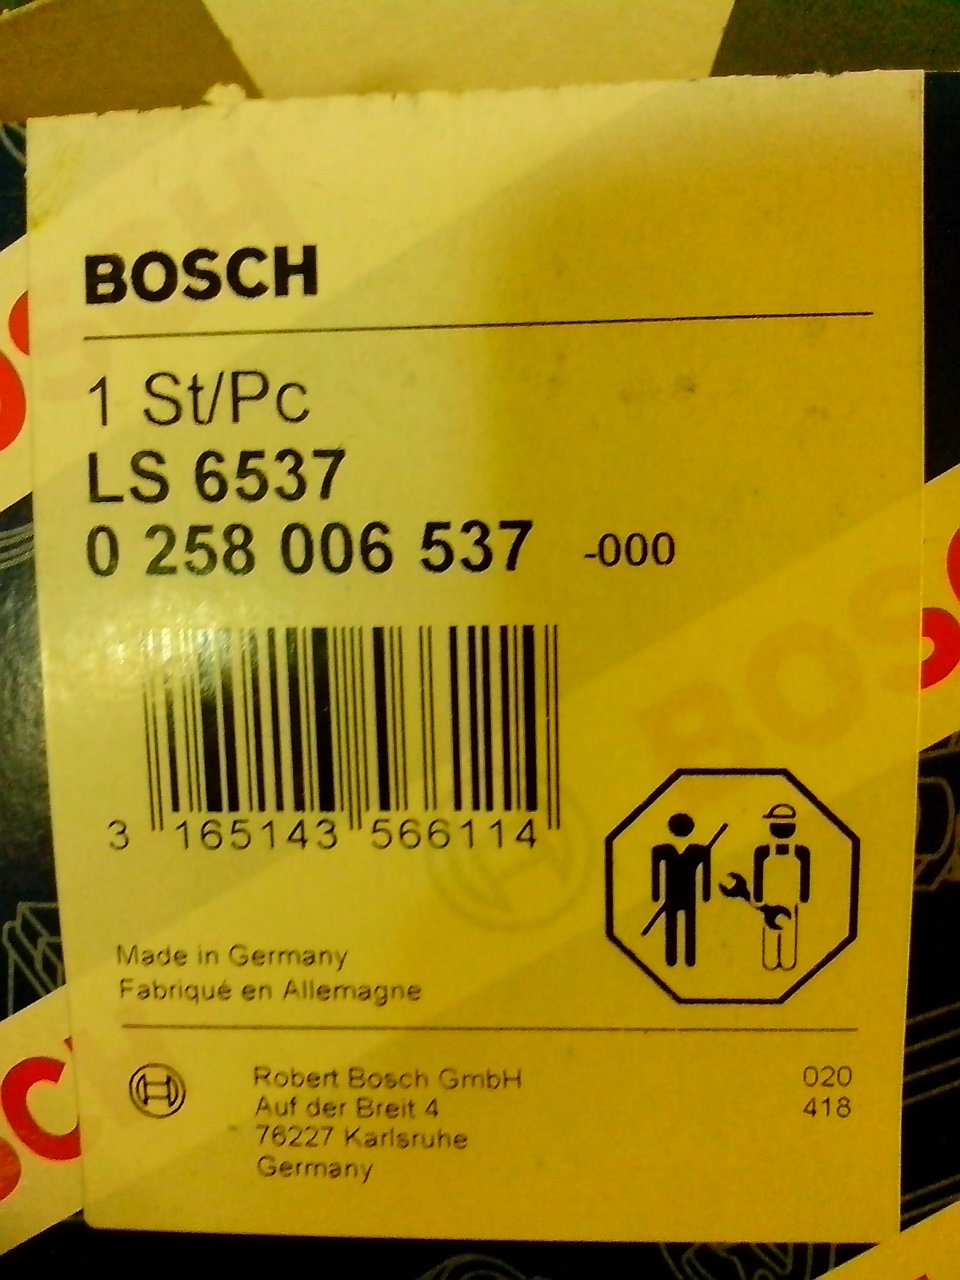 BOSCH
1 St/Pc
LS 6537
0 258 006 537 -000
3 165143 566114
Made in Germany
Fabriqué en Allemagne
Robert Bosch GmbH 020
Auf der Breit 4 418
76227 Karlsruhe
Germany
BOSCH